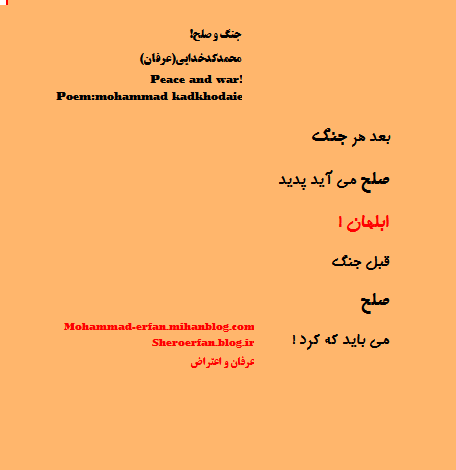 جنگ و صلح!
محمدکدخدایی(عرفان)
Peace and war!
Poem:mohammad kadkhodaie
بعد هر جنگ
صلح می آید پدید
ابلهان !
قبل جنگ
صلح
می باید که کرد !
Mohammad-erfan.mihanblog.com
Sheroerfan.blog.ir
عرفان و اعتراض